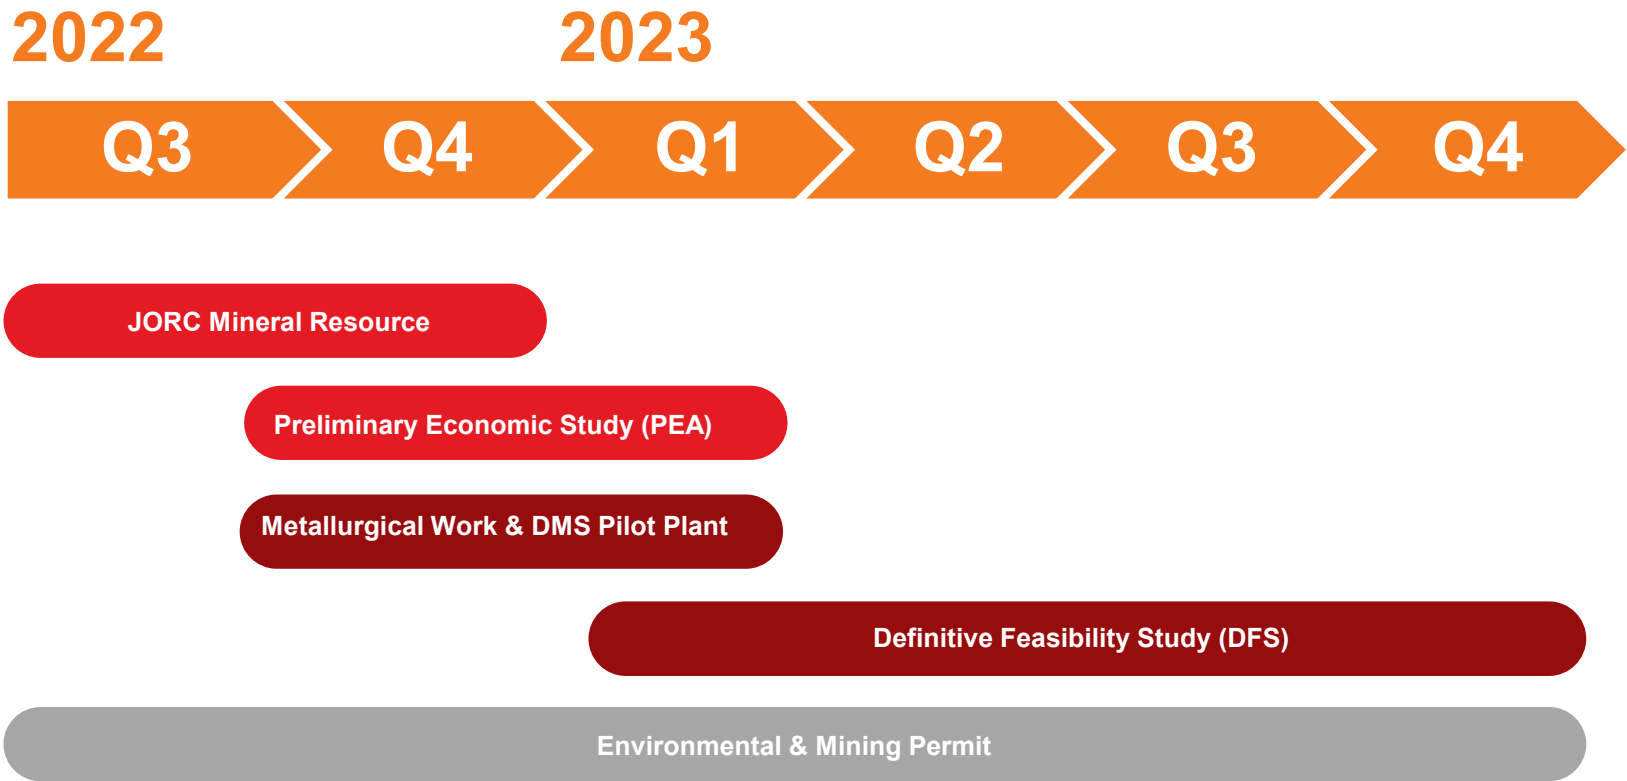 2022 2023
Q3 Q4 Q1 Q2 Q3 Q4
JORC Mineral Resource
Preliminary Economic Study (PEA)
Metallurgical Work & DMS Pilot Plant
Definitive Feasibility Study (DFS)
Environmental & Mining Permit